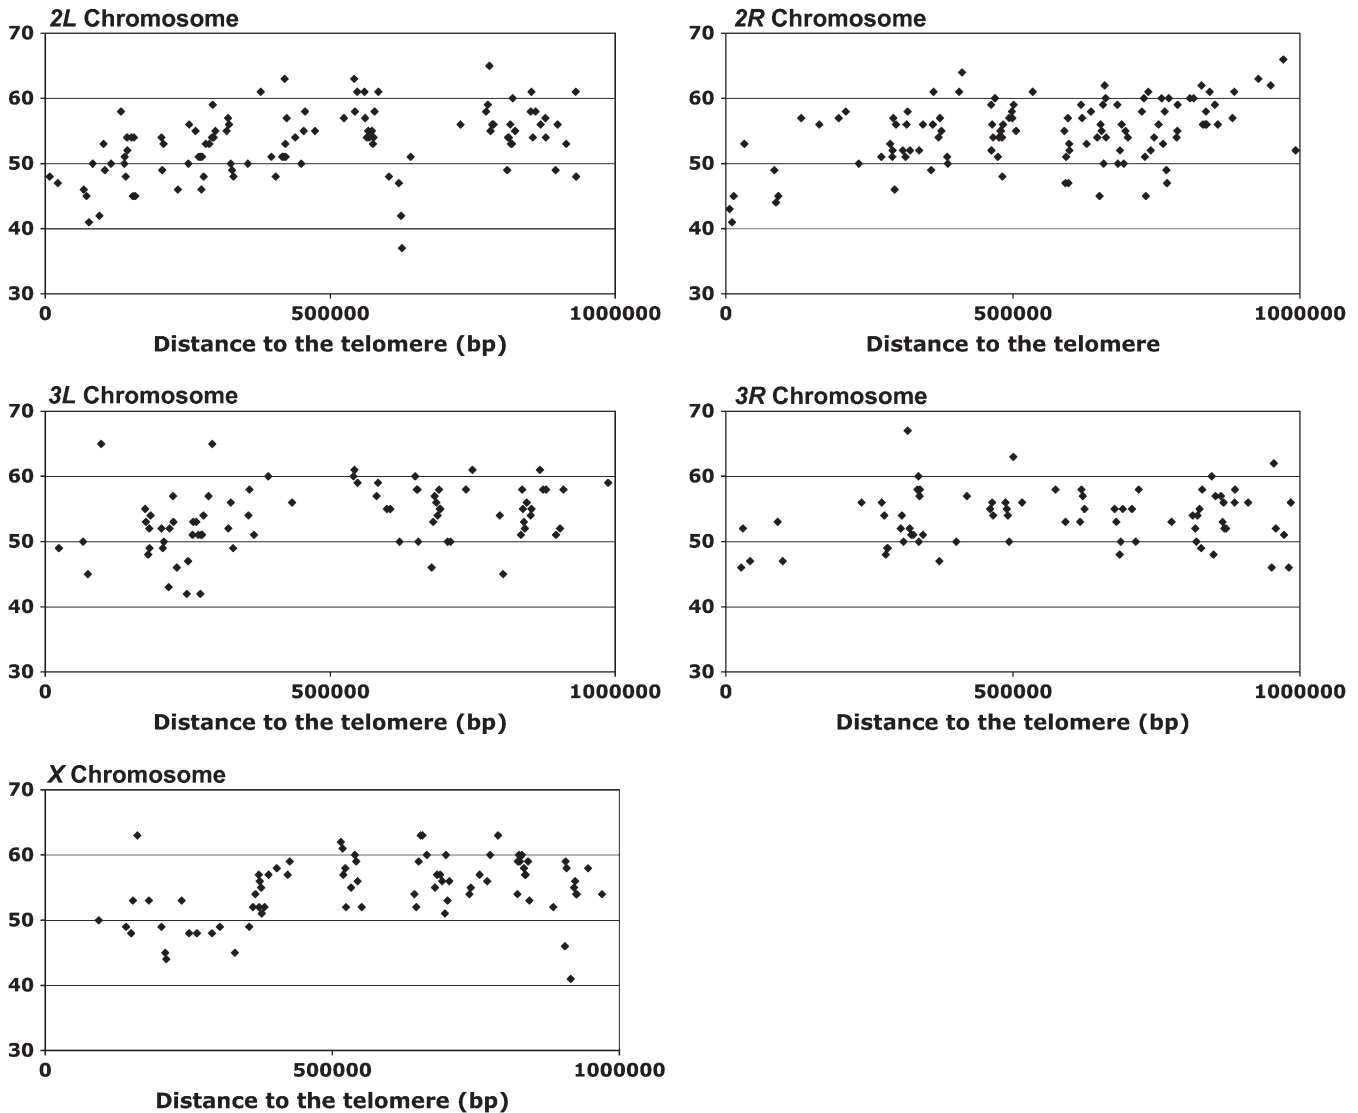 2L Chromosome
70
60
50
40
30
0 500000 1000000
Distance to the telomere (bp)
2R Chromosome
70
60
50
40
30
0 500000 1000000
Distance to the telomere
3L Chromosome
70
60
50
40
30
0 500000 1000000
Distance to the telomere (bp)
3R Chromosome
70
60
50
40
30
0 500000 1000000
Distance to the telomere (bp)
X Chromosome
70
60
50
40
30
0 500000 1000000
Distance to the telomere (bp)